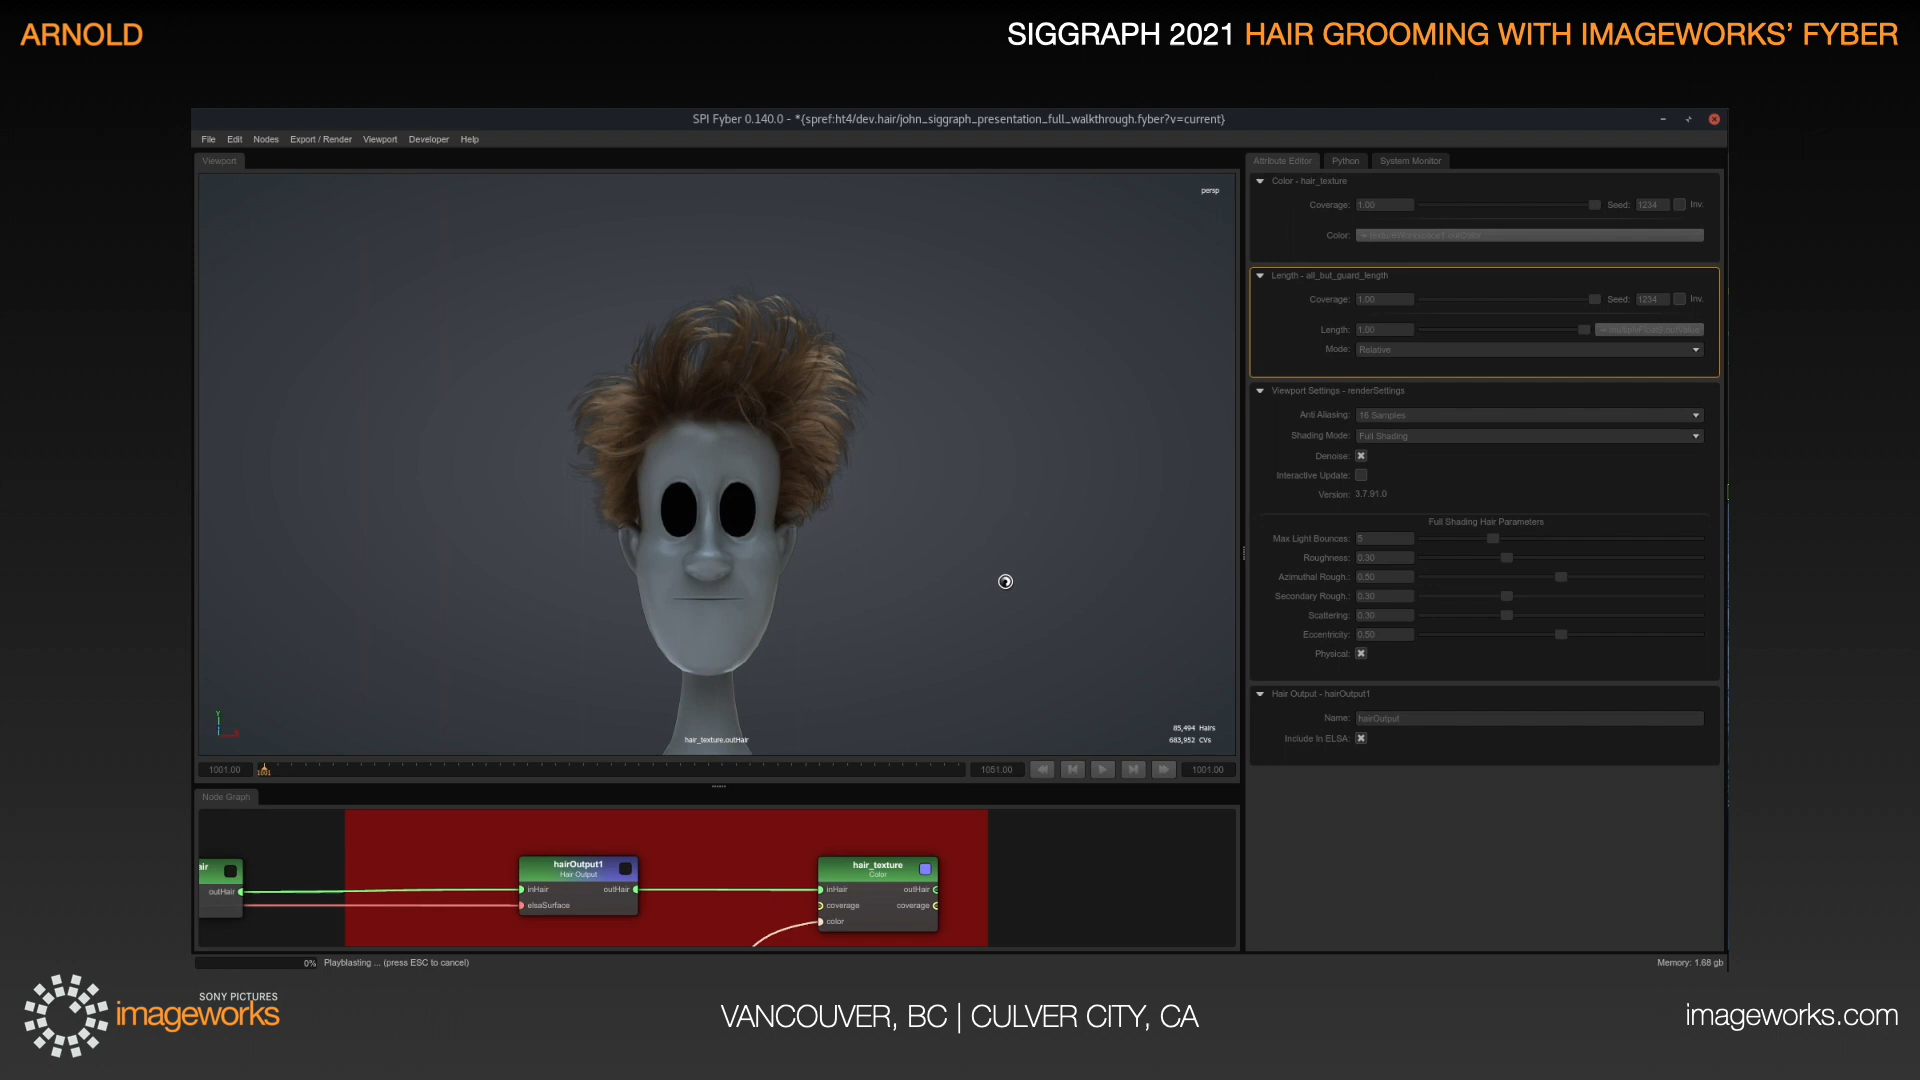 ARNOLD
SIGGRAPH 2021 HAIR GROOMING WITH IMAGEWORKS' FYBER
SPI Fyber 0.140.0 - *{spref:ht4/dev.hair/john_siggraph_presentation_full_walkthrough.fyber?v=current}
File Edit Nodes Export / Render Viewport Developer Help
Viewport
persp
hair_texture.outHair
85,494 Hairs
683,952 CVs
1001.00
1001
1051.00
1001.00
Node Graph
air
outHair
hairOutput1
Hair Output
inHair outHair
elsaSurface
hair_texture
Color
inHair outHair
coverage coverage
color
0% Playblasting ... (press ESC to cancel)
Attribute Editor Python System Monitor
Color - hair_texture
Coverage: 1.00 Seed: 1234 Inv.
Color:
Length - all_but_guard_length
Coverage: 1.00 Seed: 1234 Inv.
Length: 1.00
Mode: Relative
Viewport Settings - renderSettings
Anti Aliasing: 16 Samples
Shading Mode: Full Shading
Denoise:
Interactive Update:
Version: 3.7.91.0
Full Shading Hair Parameters
Max Light Bounces: 5
Roughness: 0.30
Azimuthal Rough.: 0.50
Secondary Rough.: 0.30
Scattering: 0.30
Eccentricity: 0.50
Physical:
Hair Output - hairOutput1
Name: hairOutput
Include In ELSA:
Memory: 1.68 gb
SONY PICTURES
imageworks
VANCOUVER, BC | CULVER CITY, CA
imageworks.com